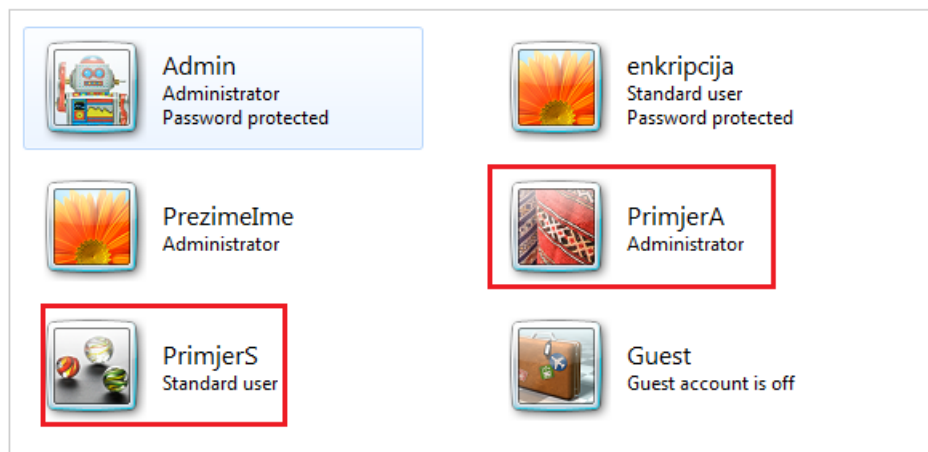 Admin
Administrator
Password protected
enkripcija
Standard user
Password protected
PrezimeIme
Administrator
PrimjerA
Administrator
PrimjerS
Standard user
Guest
Guest account is off